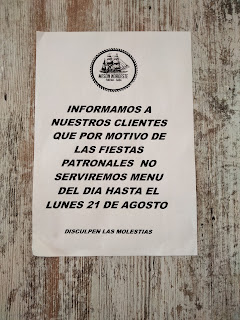 INFORMAMOS A
NUESTROS CLIENTES
QUE POR MOTIVO DE
LAS FIESTAS
PATRONALES NO
SERVIREMOS MENU
DEL DIA HASTA EL
LUNES 21 DE AGOSTO
DISCULPEN LAS MOLESTIAS